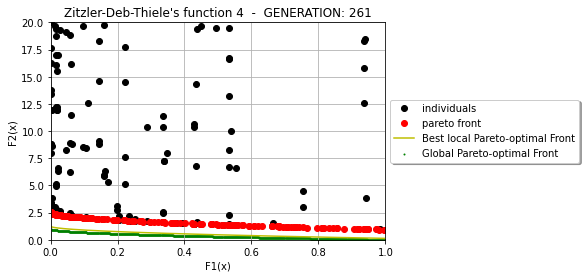 Zitzler-Deb-Thiele's function 4 - GENERATION: 261
20.0
17.5
15.0
12.5
10.0
7.5
5.0
2.5
0.0
F2(x)
0.0 0.2 0.4 0.6 0.8 1.0
F1(x)
individuals
pareto front
Best local Pareto-optimal Front
Global Pareto-optimal Front